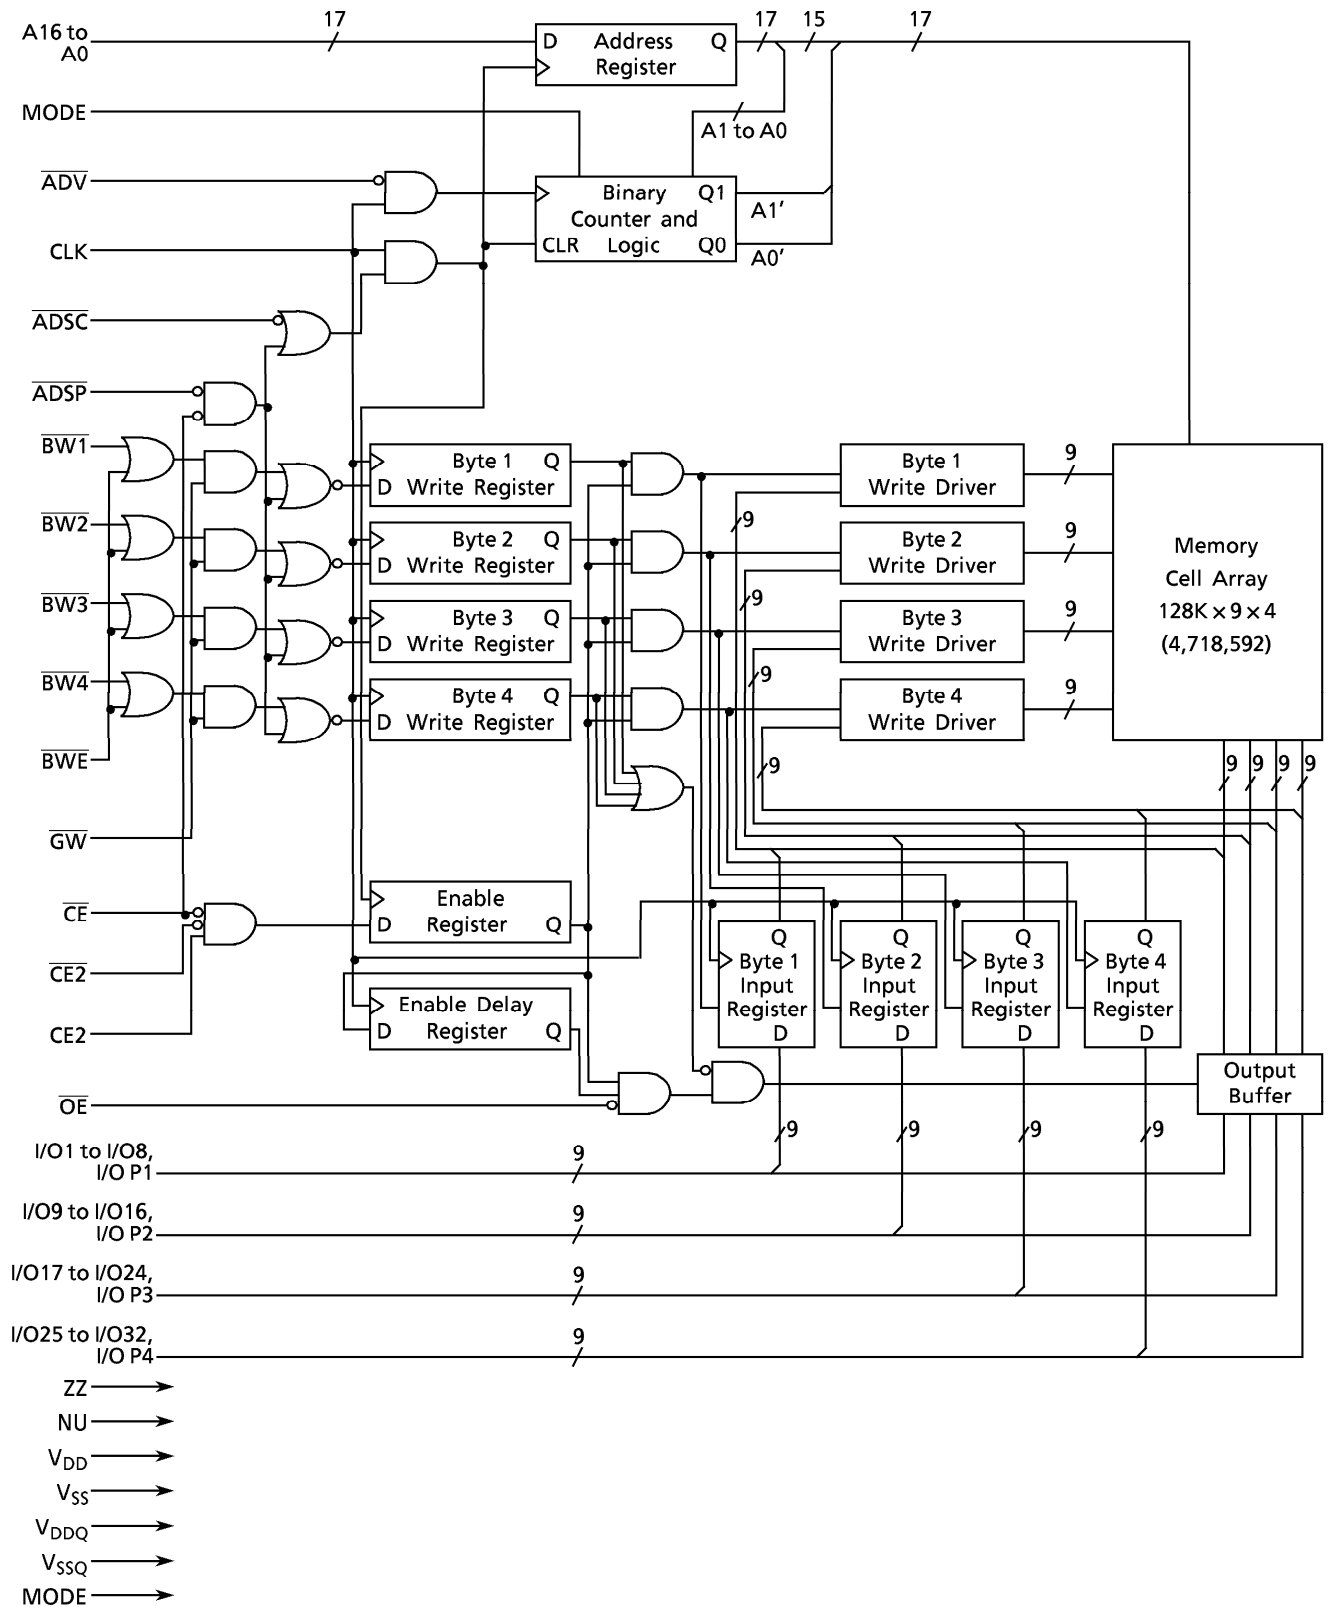 17 17 15 17
A16 to
A0
D Address Q
Register
MODE
A1 to A0
ADV
Binary Q1
Counter and
CLR Logic Q0
A1'
A0'
CLK
ADSC
ADSP
BW1
Byte 1 Q
D Write Register
Byte 1
Write Driver
9
9
BW2
Byte 2 Q
D Write Register
Byte 2
Write Driver
9
9
BW3
Byte 3 Q
D Write Register
Byte 3
Write Driver
9
9
BW4
Byte 4 Q
D Write Register
Byte 4
Write Driver
9
9
Memory
Cell Array
128K × 9 × 4
(4,718,592)
BWE
9 9 9 9
GW
CE
Enable
D Register Q
CE2
CE2
Enable Delay
D Register Q
Q
Byte 1
Input
Register
D
Q
Byte 2
Input
Register
D
Q
Byte 3
Input
Register
D
Q
Byte 4
Input
Register
D
Output
Buffer
OE
9 9 9 9
I/O1 to I/O8,
I/O P1
9
I/O9 to I/O16,
I/O P2
9
I/O17 to I/O24,
I/O P3
9
I/O25 to I/O32,
I/O P4
9
ZZ
NU
VDD
VSS
VDDQ
VSSQ
MODE